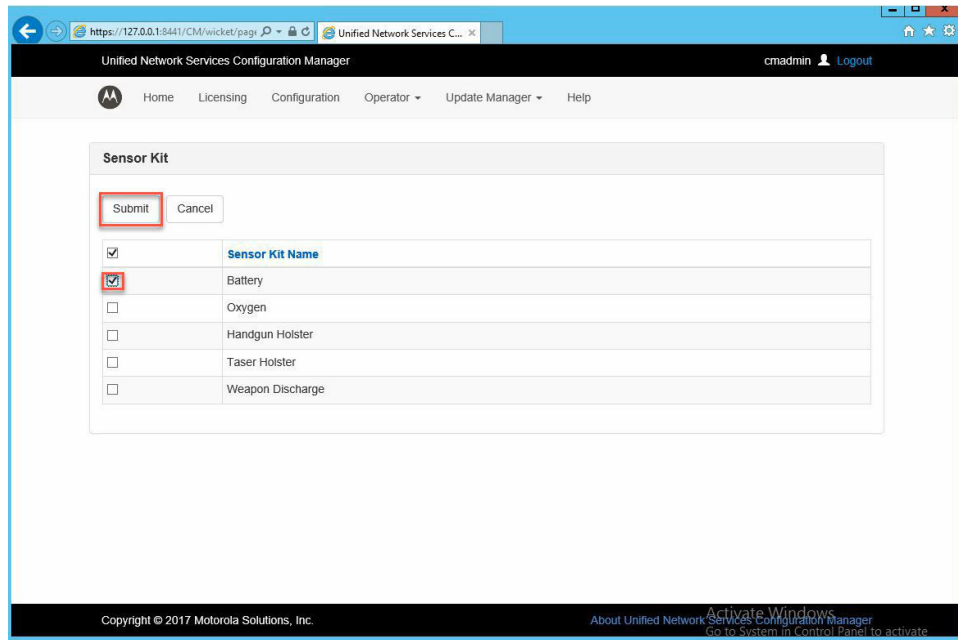 https://127.0.0.1:8441/CM/wicket/page
Unified Network Services C...
Unified Network Services Configuration Manager
cmadmin Logout
Home Licensing Configuration Operator Update Manager Help
Sensor Kit
Submit Cancel
Sensor Kit Name
Battery
Oxygen
Handgun Holster
Taser Holster
Weapon Discharge
Activate Windows
Copyright © 2017 Motorola Solutions, Inc. About Unified Network Services Configuration Manager
Go to System in Control Panel to activate